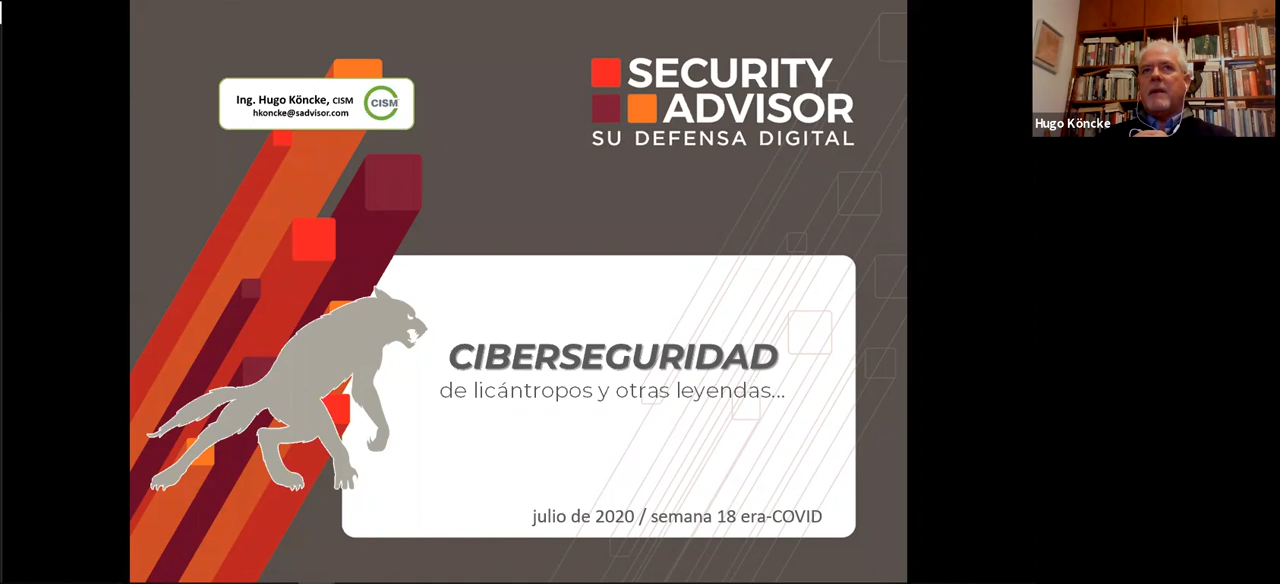 Ing. Hugo Köncke, CISM
hkoncke@sadvisor.com
CISM
SECURITY
ADVISOR
SU DEFENSA DIGITAL
CIBERSEGURIDAD
de licántropos y otras leyendas...
julio de 2020 / semana 18 era-COVID
Hugo Köncke